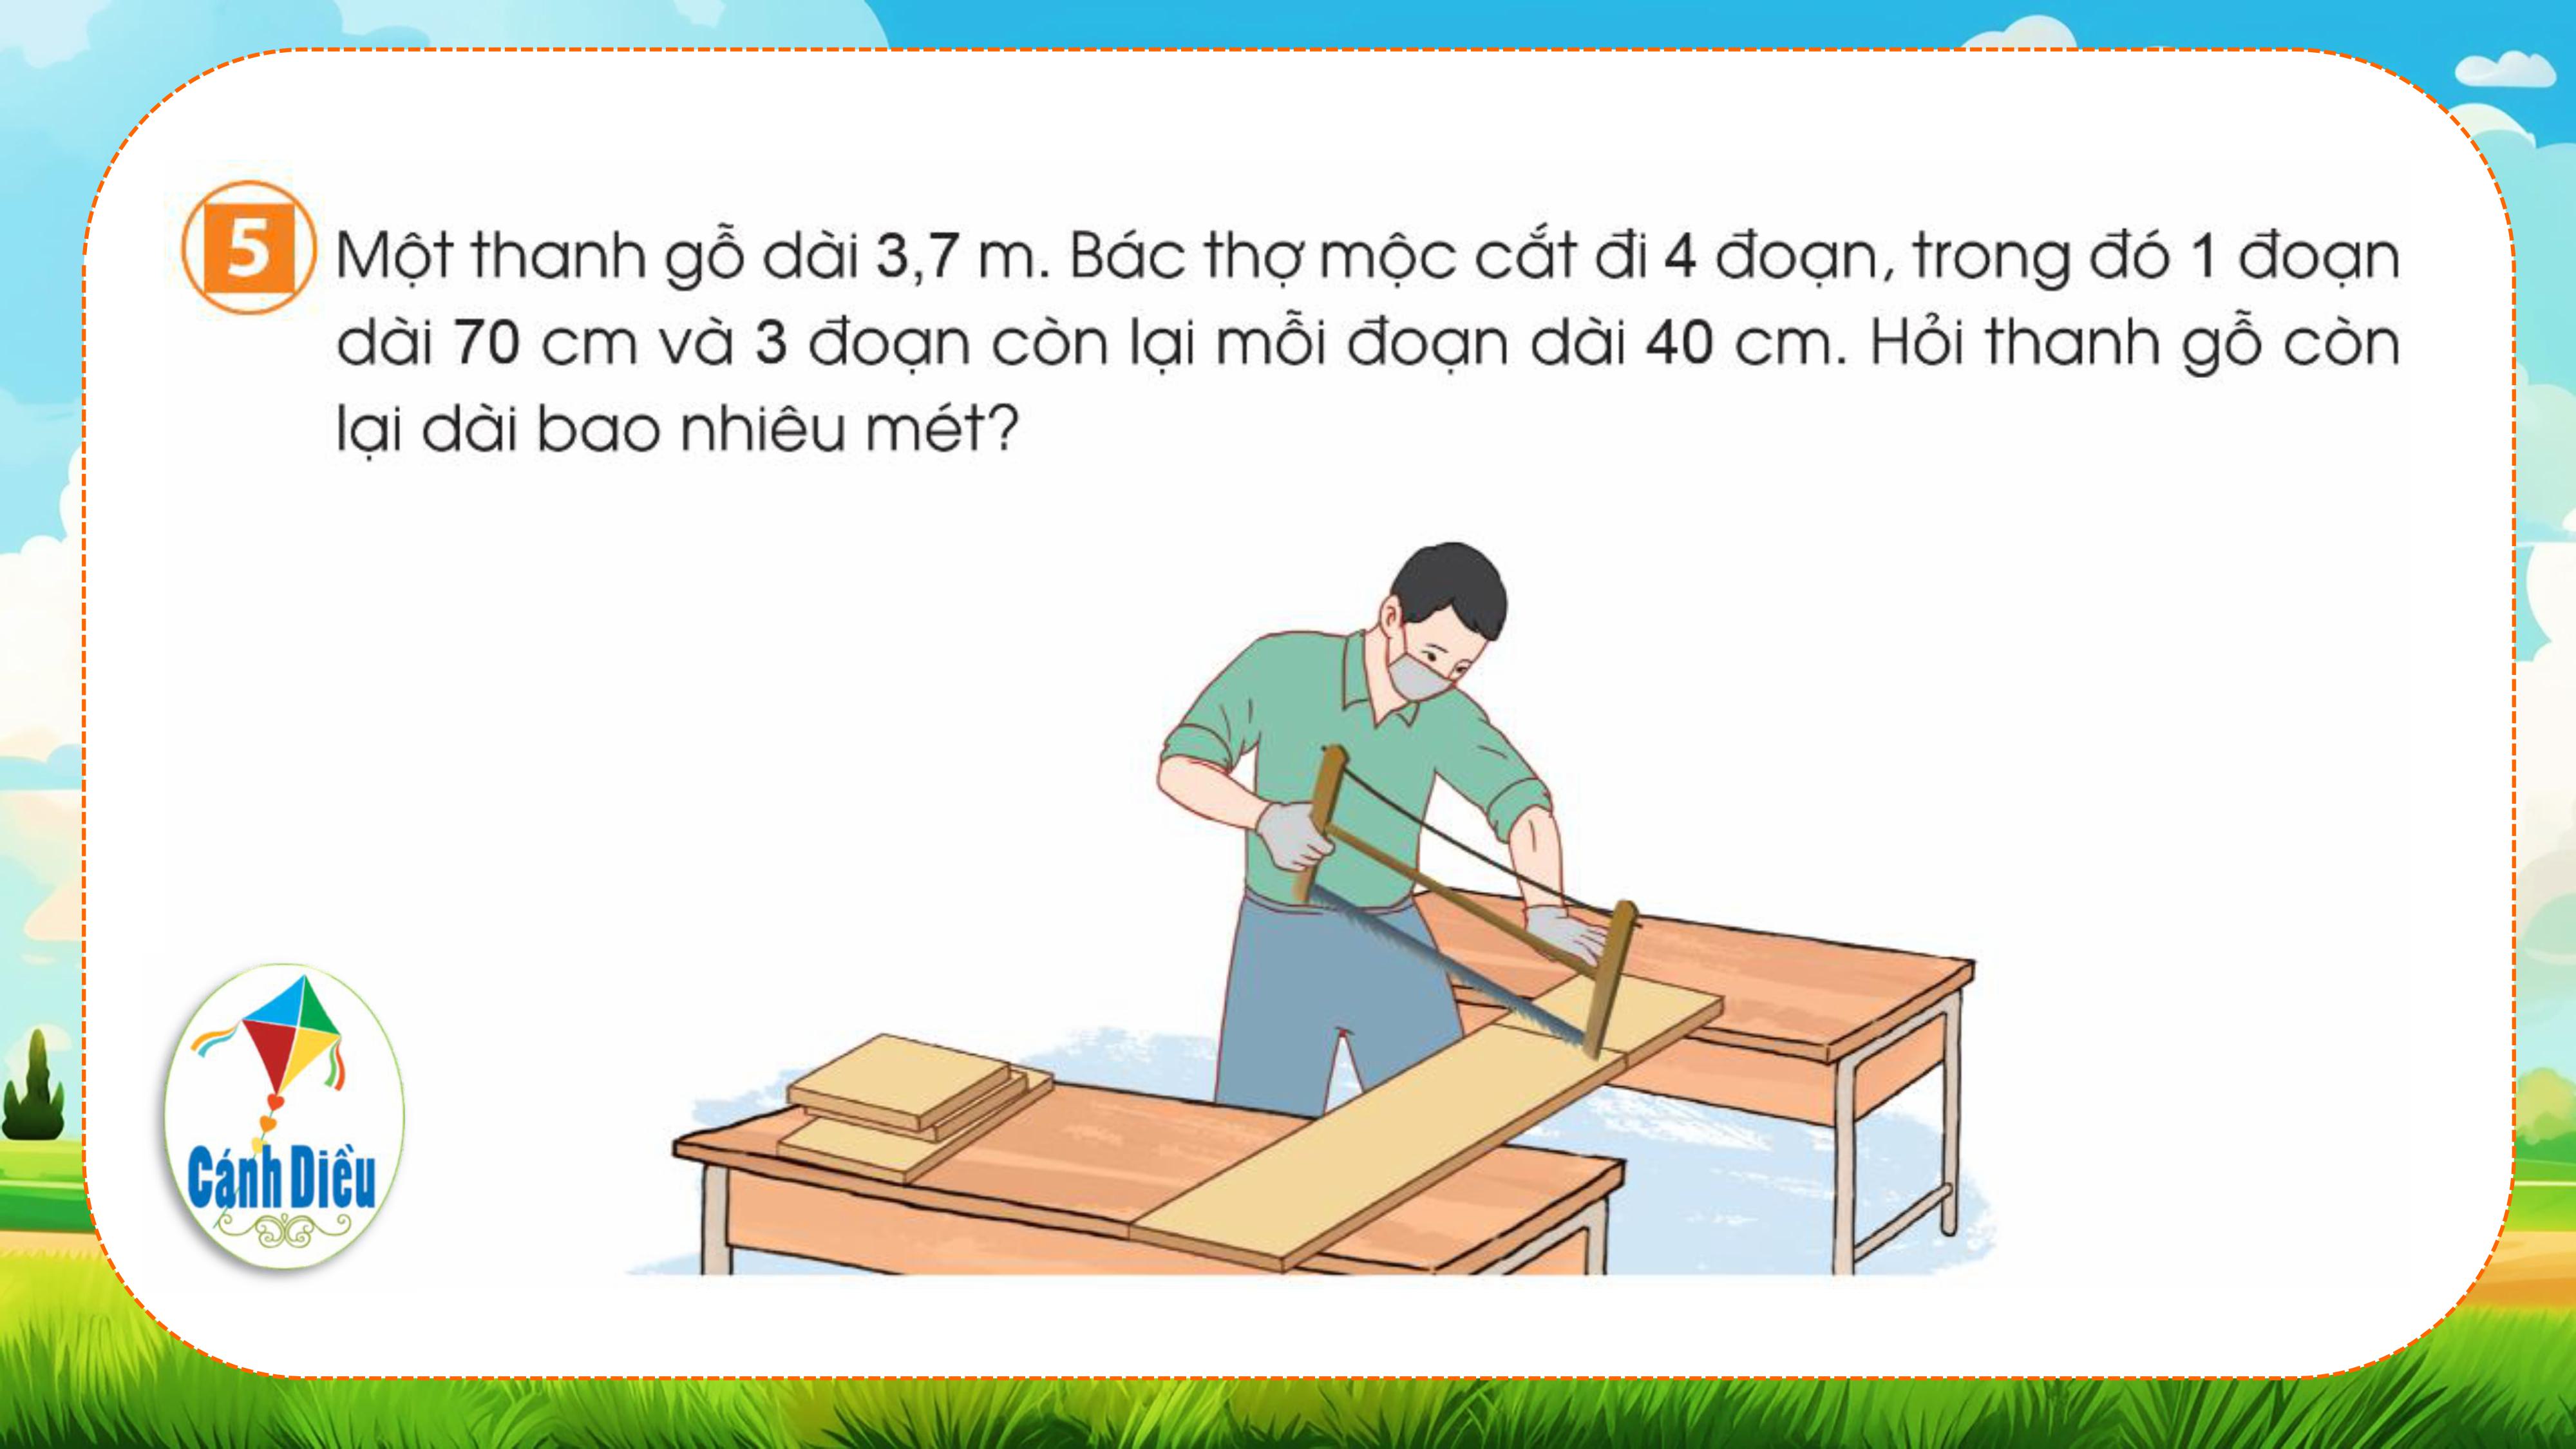 5
Một thanh gỗ dài 3,7 m. Bác thợ mộc cắt đi 4 đoạn, trong đó 1 đoạn
dài 70 cm và 3 đoạn còn lại mỗi đoạn dài 40 cm. Hỏi thanh gỗ còn
lại dài bao nhiêu mét?
Cánh Diều